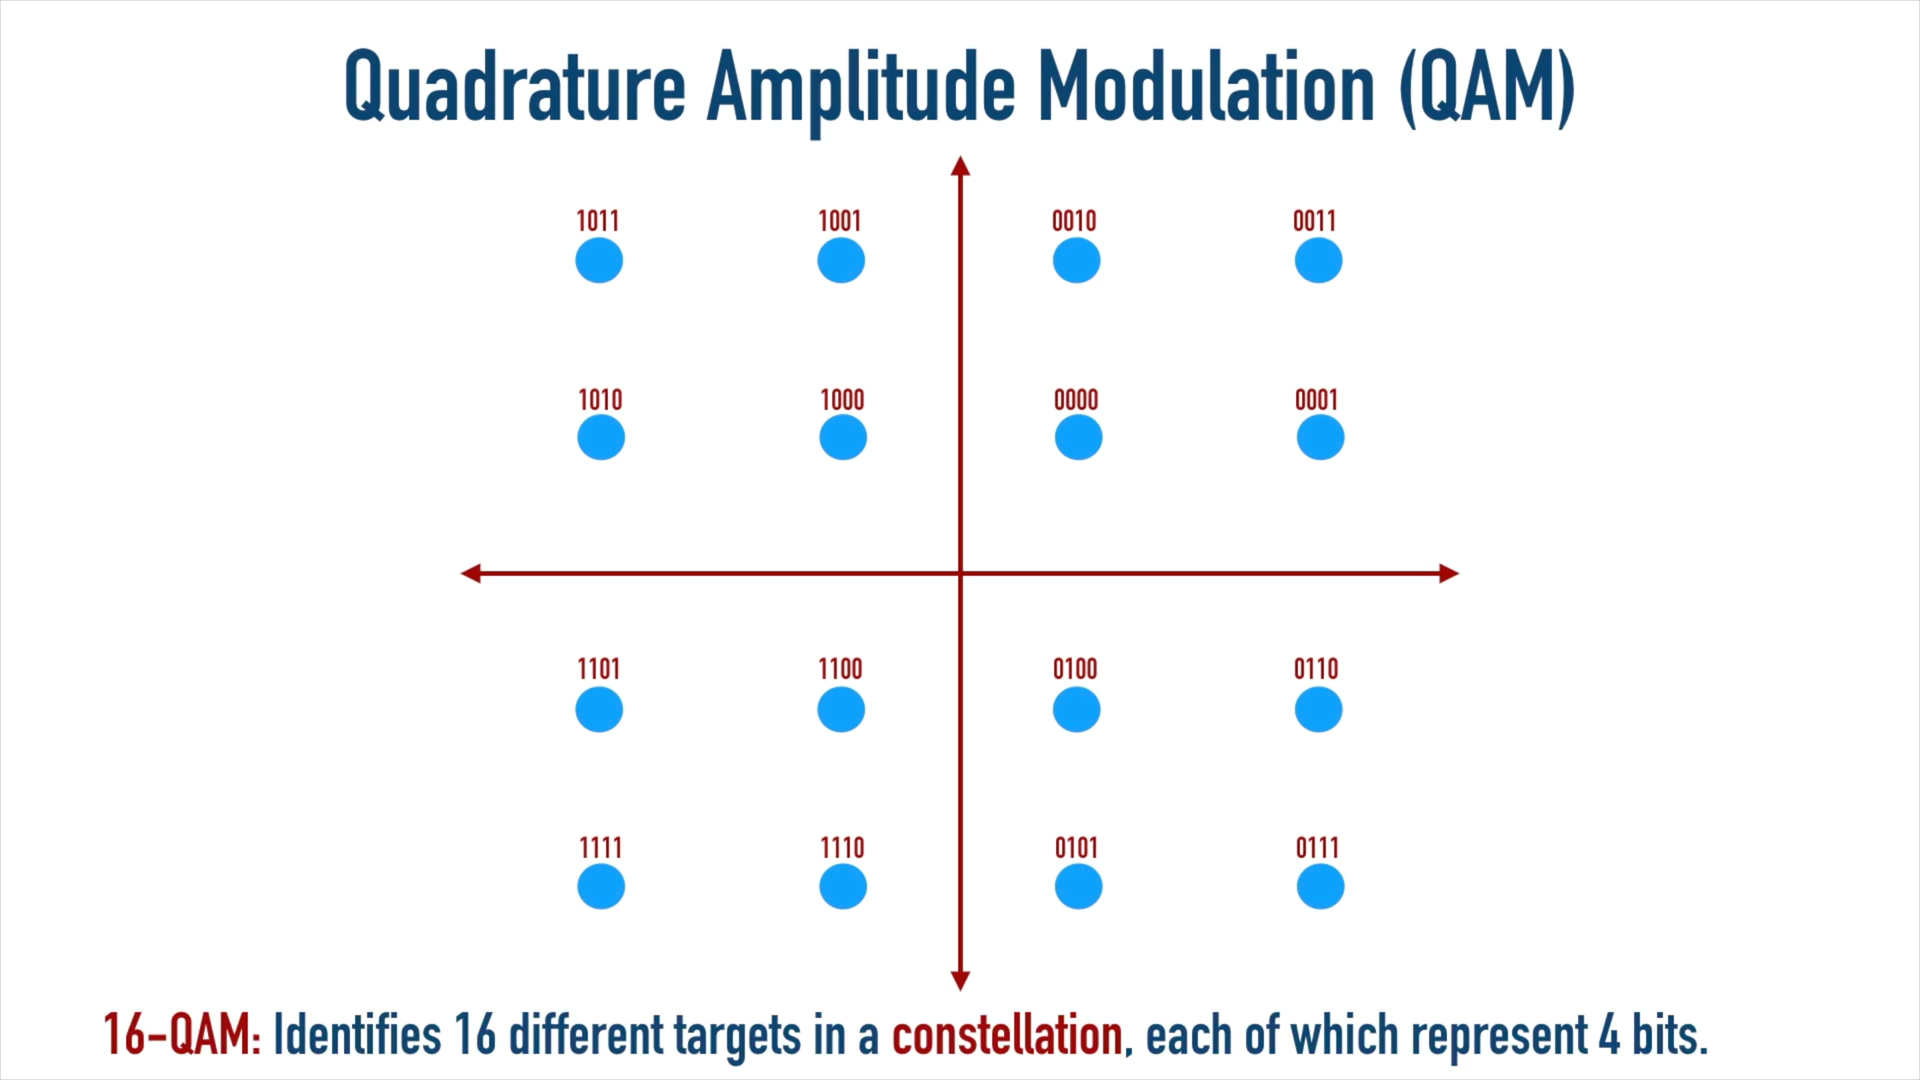 Quadrature Amplitude Modulation (QAM)
1011 1001 0010 0011
1010 1000 0000 0001
1101 1100 0100 0110
1111 1110 0101 0111
16-QAM: Identifies 16 different targets in a constellation, each of which represent 4 bits.